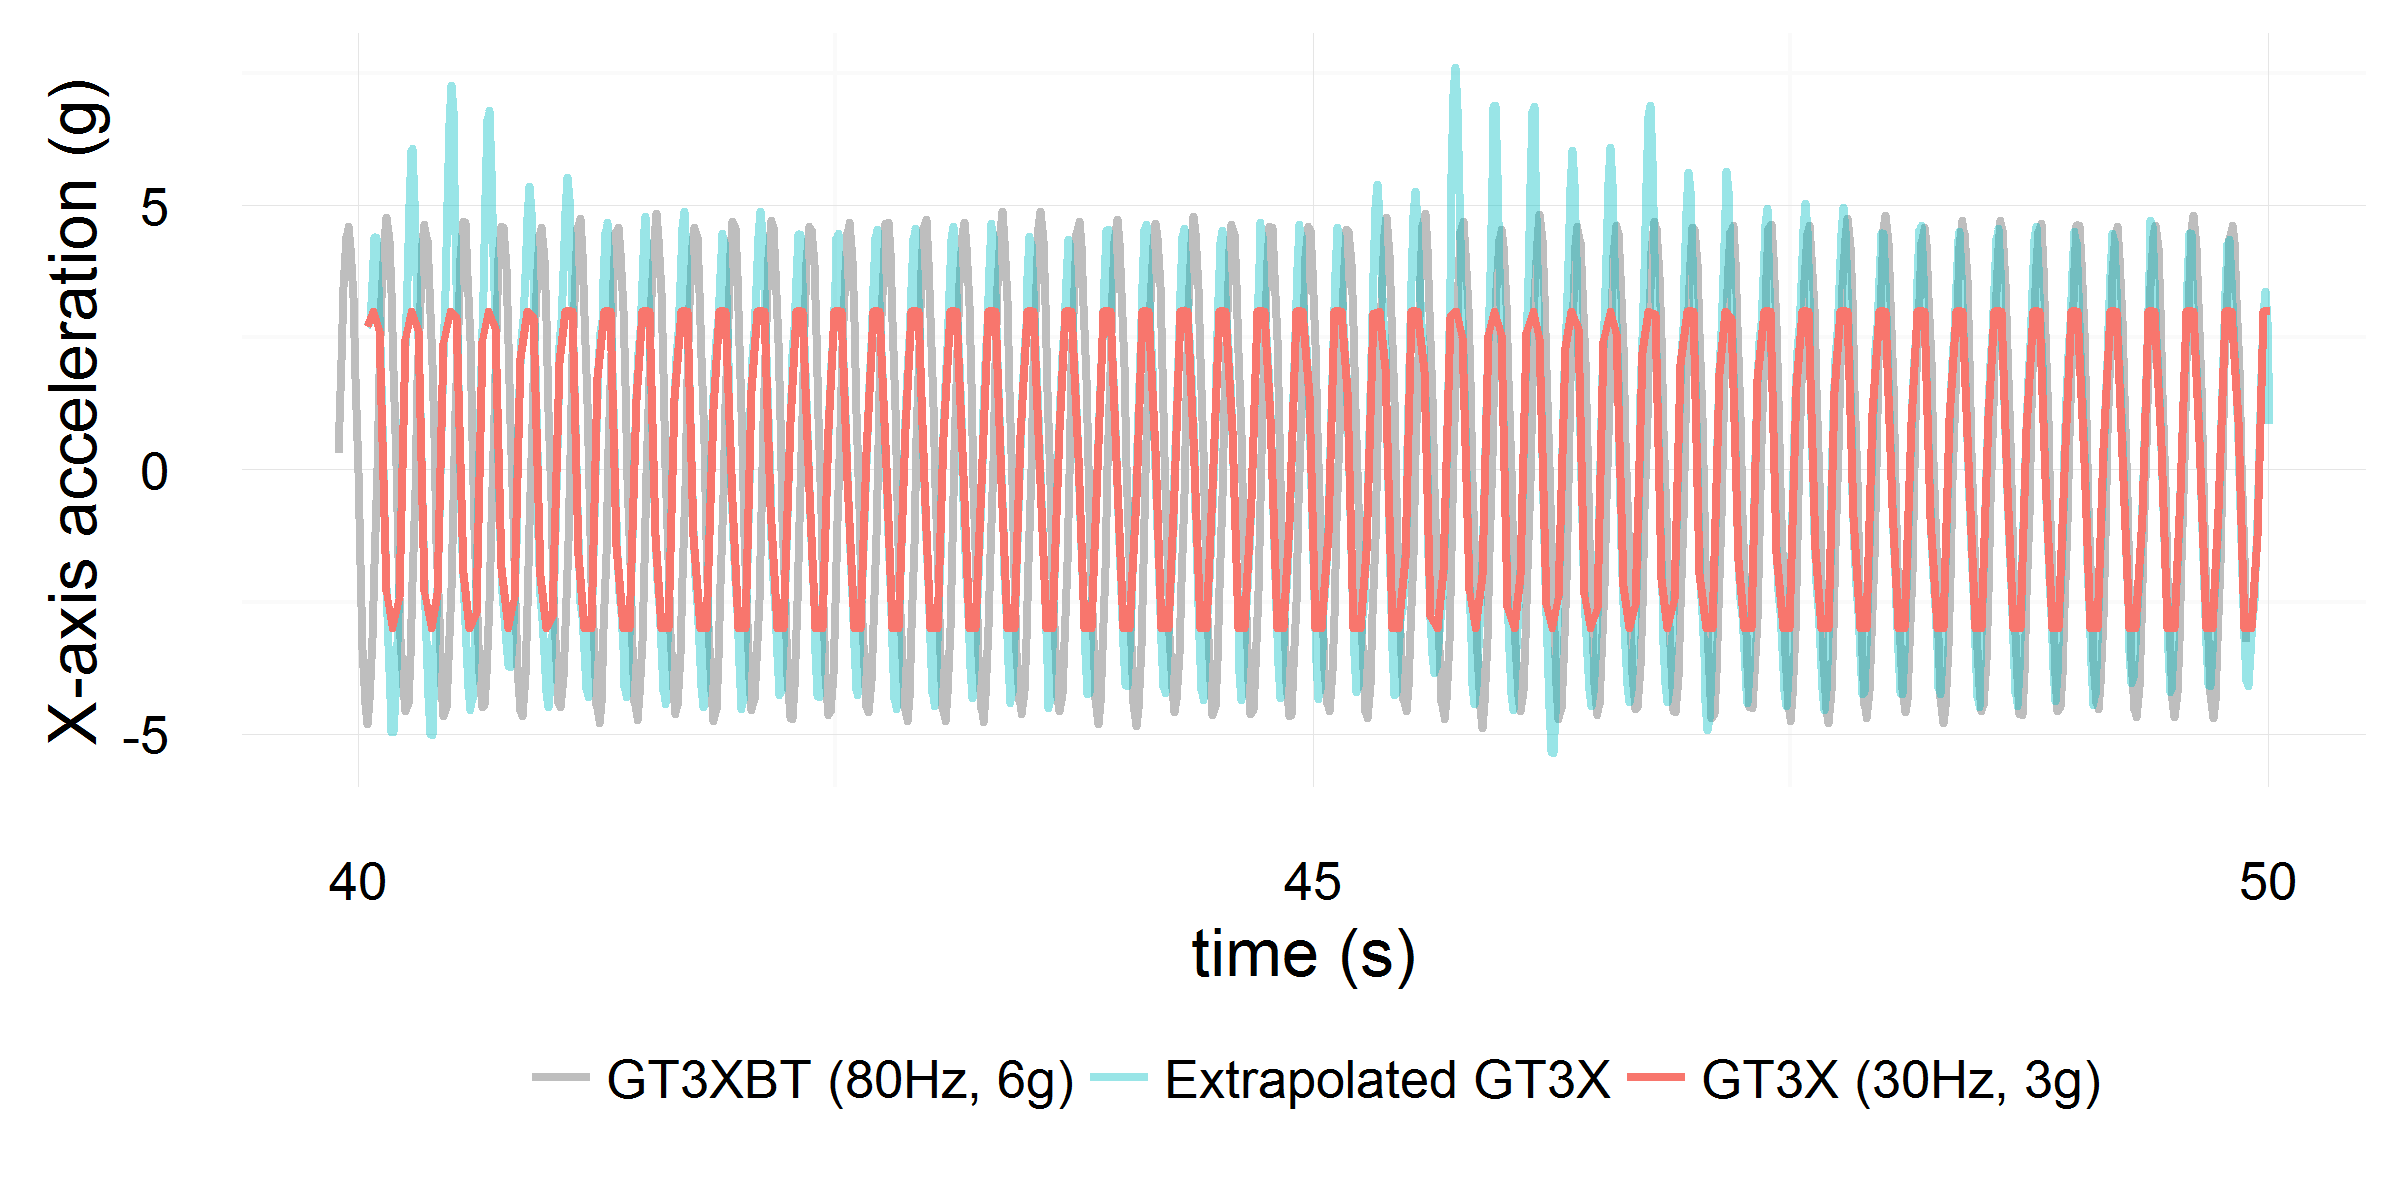 X-axis acceleration (g)
5
0
-5
40 45 50
time (s)
GT3XBT (80Hz, 6g) Extrapolated GT3X GT3X (30Hz, 3g)